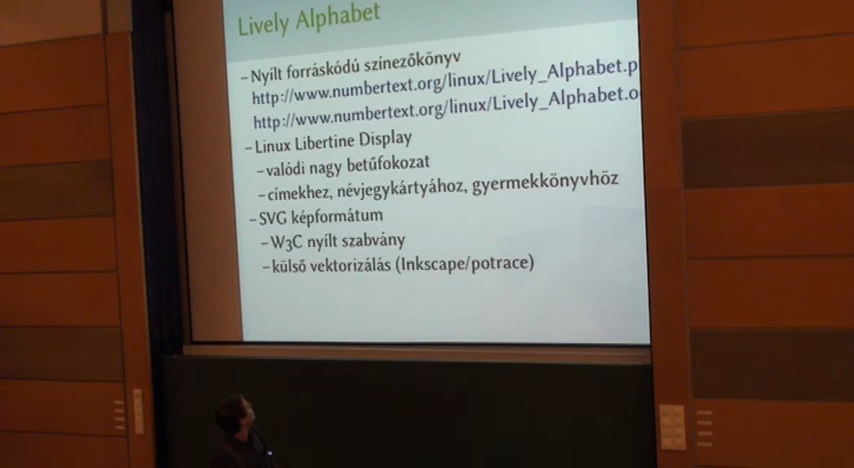 Lively Alphabet
–Nyílt forráskódú színezőkönyv
http://www.numbertext.org/linux/Lively_Alphabet.p
http://www.numbertext.org/linux/Lively_Alphabet.o
–Linux Libertine Display
–valódi nagy betűfokozat
–címekhez, névjegykártyához, gyermekkönyvhöz
–SVG képformátum
–W3C nyílt szabvány
–külső vektorizálás (Inkscape/potrace)